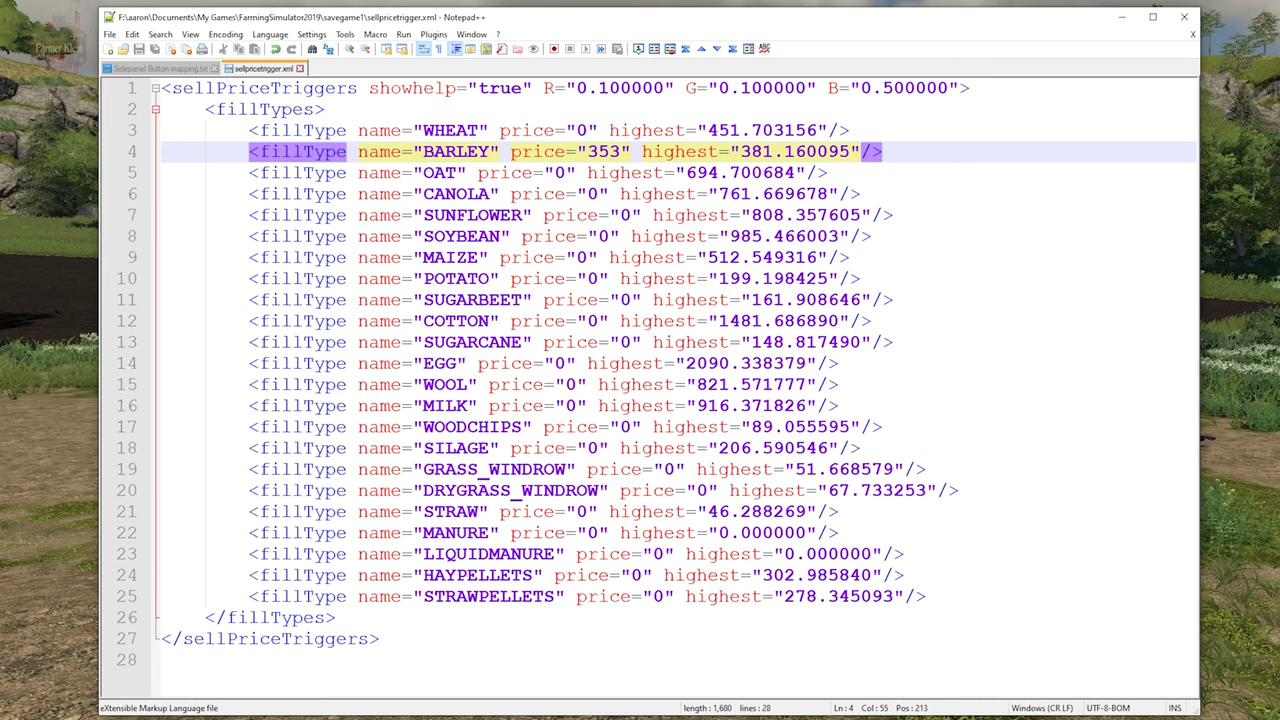 F:\aaron\Documents\My Games\FarmingSimulator2019\savegame1\sellpricetrigger.xml - Notepad++
File Edit Search View Encoding Language Settings Tools Macro Run Plugins Window ? X
Farmer Klein
Sidepanel Button mapping.txt sellpricetrigger.xml
1 <sellPriceTriggers showhelp="true" R="0.100000" G="0.100000" B="0.500000">
2 <fillTypes>
3 <fillType name="WHEAT" price="0" highest="451.703156"/>
4 <fillType name="BARLEY" price="353" highest="381.160095"/>
5 <fillType name="OAT" price="0" highest="694.700684"/>
6 <fillType name="CANOLA" price="0" highest="761.669678"/>
7 <fillType name="SUNFLOWER" price="0" highest="808.357605"/>
8 <fillType name="SOYBEAN" price="0" highest="985.466003"/>
9 <fillType name="MAIZE" price="0" highest="512.549316"/>
10 <fillType name="POTATO" price="0" highest="199.198425"/>
11 <fillType name="SUGARBEET" price="0" highest="161.908646"/>
12 <fillType name="COTTON" price="0" highest="1481.686890"/>
13 <fillType name="SUGARCANE" price="0" highest="148.817490"/>
14 <fillType name="EGG" price="0" highest="2090.338379"/>
15 <fillType name="WOOL" price="0" highest="821.571777"/>
16 <fillType name="MILK" price="0" highest="916.371826"/>
17 <fillType name="WOODCHIPS" price="0" highest="89.055595"/>
18 <fillType name="SILAGE" price="0" highest="206.590546"/>
19 <fillType name="GRASS_WINDROW" price="0" highest="51.668579"/>
20 <fillType name="DRYGRASS_WINDROW" price="0" highest="67.733253"/>
21 <fillType name="STRAW" price="0" highest="46.288269"/>
22 <fillType name="MANURE" price="0" highest="0.000000"/>
23 <fillType name="LIQUIDMANURE" price="0" highest="0.000000"/>
24 <fillType name="HAYPELLETS" price="0" highest="302.985840"/>
25 <fillType name="STRAWPELLETS" price="0" highest="278.345093"/>
26 </fillTypes>
27 </sellPriceTriggers>
28
eXtensible Markup Language file length : 1,680 lines : 28 Ln : 4 Col : 55 Pos : 213 Windows (CR LF) UTF-8-BOM INS